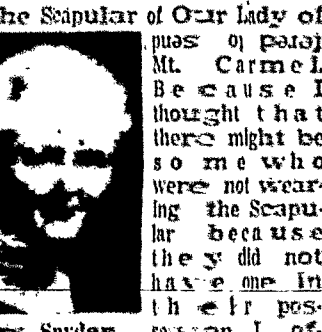 he Scapular of Our Lady of
Mt. Carmel.
Because I
thought that
there might be
some who
were not wear-
ing the Scapu-
lar because
they did not
have one in
their pos-
Snyder